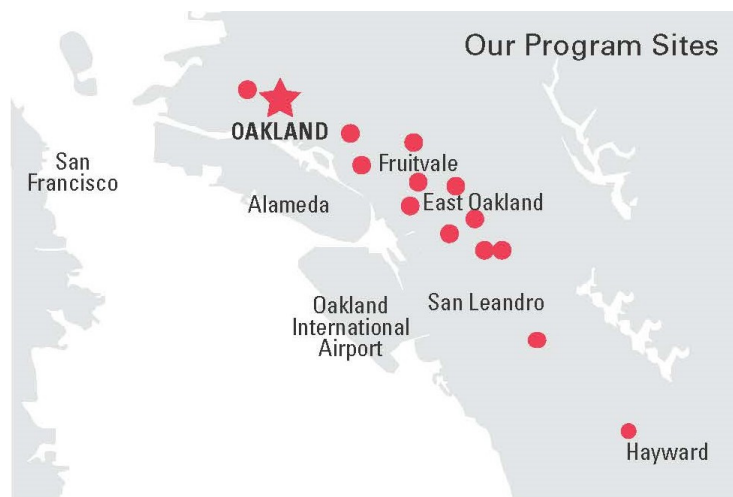 Our Program Sites
OAKLAND
San
Francisco
Fruitvale
Alameda
East Oakland
Oakland
International
Airport
San Leandro
Hayward